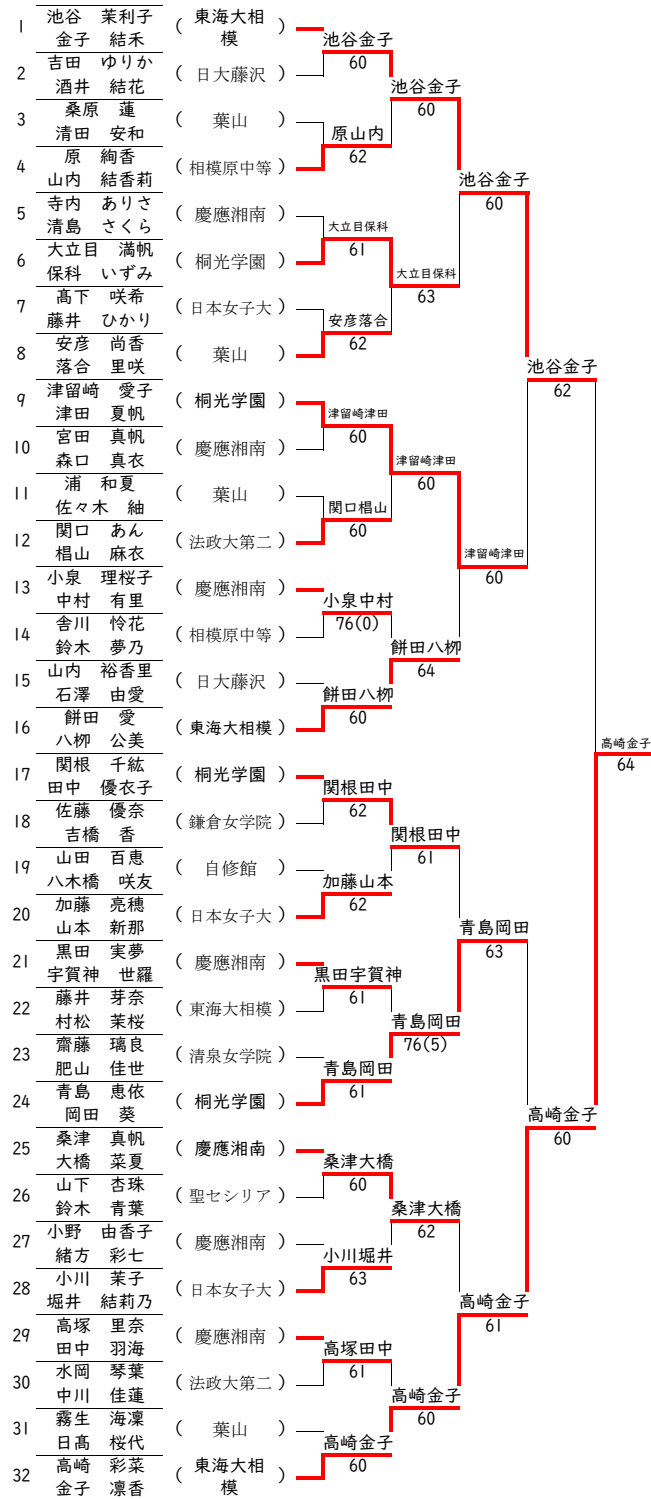 1 池谷　茉利子 ( 東海大相模 )
金子　結禾
2 吉田　ゆりか ( 日大藤沢 )
酒井　結花
3 桑原　蓮 ( 葉山 )
清田　安和
4 原　絢香 ( 相模原中等 )
山内　結香莉
5 寺内　ありさ ( 慶應湘南 )
清島　さくら
6 大立目　満帆 ( 桐光学園 )
保科　いずみ
7 髙下　咲希 ( 日本女子大 )
藤井　ひかり
8 安彦　尚香 ( 葉山 )
落合　里咲
9 津留﨑　愛子 ( 桐光学園 )
津田　夏帆
10 宮田　真帆 ( 慶應湘南 )
森口　真衣
11 浦　和夏 ( 葉山 )
佐々木　紬
12 関口　あん ( 法政大第二 )
椙山　麻衣
13 小泉　理桜子 ( 慶應湘南 )
中村　有里
14 舎川　怜花 ( 相模原中等 )
鈴木　夢乃
15 山内　裕香里 ( 日大藤沢 )
石澤　由愛
16 餅田　愛 ( 東海大相模 )
八栁　公美
17 関根　千紘 ( 桐光学園 )
田中　優衣子
18 佐藤　優奈 ( 鎌倉女学院 )
吉橋　香
19 山田　百恵 ( 自修館 )
八木橋　咲友
20 加藤　亮穂 ( 日本女子大 )
山本　新那
21 黒田　実夢 ( 慶應湘南 )
宇賀神　世羅
22 藤井　芽奈 ( 東海大相模 )
村松　茉桜
23 齋藤　璃良 ( 清泉女学院 )
肥山　佳世
24 青島　恵依 ( 桐光学園 )
岡田　葵
25 桑津　真帆 ( 慶應湘南 )
大橋　菜夏
26 山下　杏珠 ( 聖セシリア )
鈴木　青葉
27 小野　由香子 ( 慶應湘南 )
緒方　彩七
28 小川　茉子 ( 日本女子大 )
堀井　結莉乃
29 高塚　里奈 ( 慶應湘南 )
田中　羽海
30 水岡　琴葉 ( 法政大第二 )
中川　佳蓮
31 霧生　海凜 ( 葉山 )
日髙　桜代
32 高崎　彩菜 ( 東海大相模 )
金子　凛香
池谷金子
60
原山内
62
大立目保科
61
安彦落合
62
津留崎津田
60
関口椙山
60
小泉中村
76(0)
餅田八栁
60
関根田中
62
加藤山本
62
黒田宇賀神
61
青島岡田
61
桑津大橋
60
小川堀井
63
高塚田中
61
高崎金子
60
池谷金子
60
大立目保科
63
津留崎津田
60
餅田八栁
64
関根田中
61
青島岡田
76(5)
桑津大橋
62
高崎金子
60
池谷金子
60
津留崎津田
60
青島岡田
63
高崎金子
61
池谷金子
62
高崎金子
60
高崎金子
64